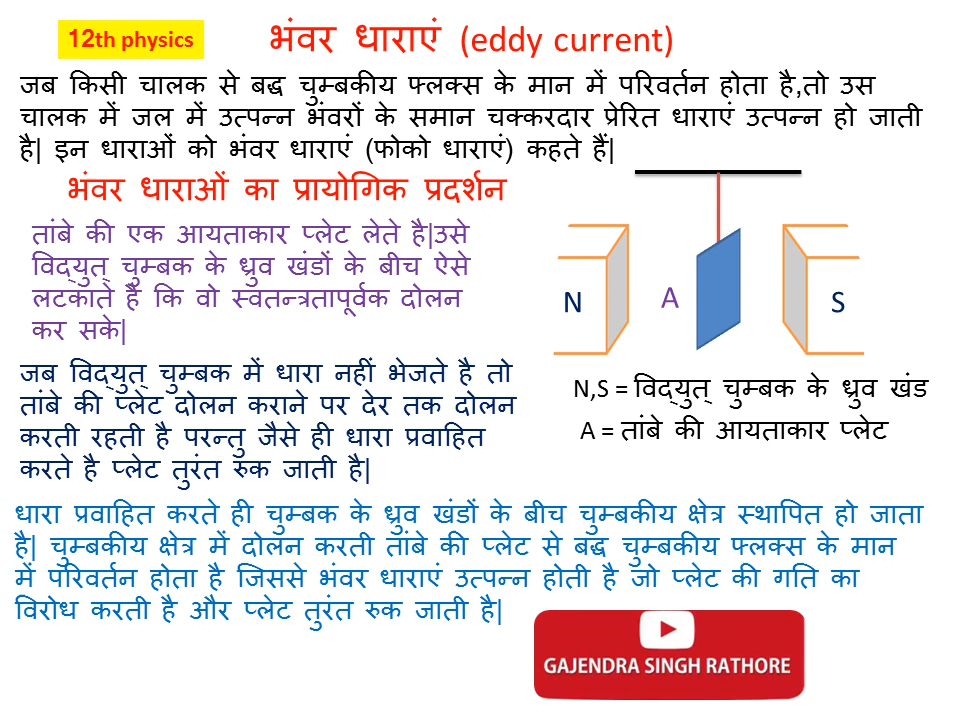 12th physics
भंवर धाराएं (eddy current)
जब किसी चालक से बद्ध चुम्बकीय फ्लक्स के मान में परिवर्तन होता है,तो उस
चालक में जल में उत्पन्न भंवरों के समान चक्करदार प्रेरित धाराएं उत्पन्न हो जाती
है| इन धाराओं को भंवर धाराएं (फोको धाराएं) कहते हैं|
भंवर धाराओं का प्रायोगिक प्रदर्शन
तांबे की एक आयताकार प्लेट लेते है|उसे
विद्युत् चुम्बक के ध्रुव खंडों के बीच ऐसे
लटकाते है कि वो स्वतन्त्रतापूर्वक दोलन
कर सके|
N A S
जब विद्युत् चुम्बक में धारा नहीं भेजते है तो
तांबे की प्लेट दोलन कराने पर देर तक दोलन
करती रहती है परन्तु जैसे ही धारा प्रवाहित
करते है प्लेट तुरंत रुक जाती है|
N,S = विद्युत् चुम्बक के ध्रुव खंड
A = तांबे की आयताकार प्लेट
धारा प्रवाहित करते ही चुम्बक के ध्रुव खंडों के बीच चुम्बकीय क्षेत्र स्थापित हो जाता
है| चुम्बकीय क्षेत्र में दोलन करती तांबे की प्लेट से बद्ध चुम्बकीय फ्लक्स के मान
में परिवर्तन होता है जिससे भंवर धाराएं उत्पन्न होती है जो प्लेट की गति का
विरोध करती है और प्लेट तुरंत रुक जाती है|
GAJENDRA SINGH RATHORE